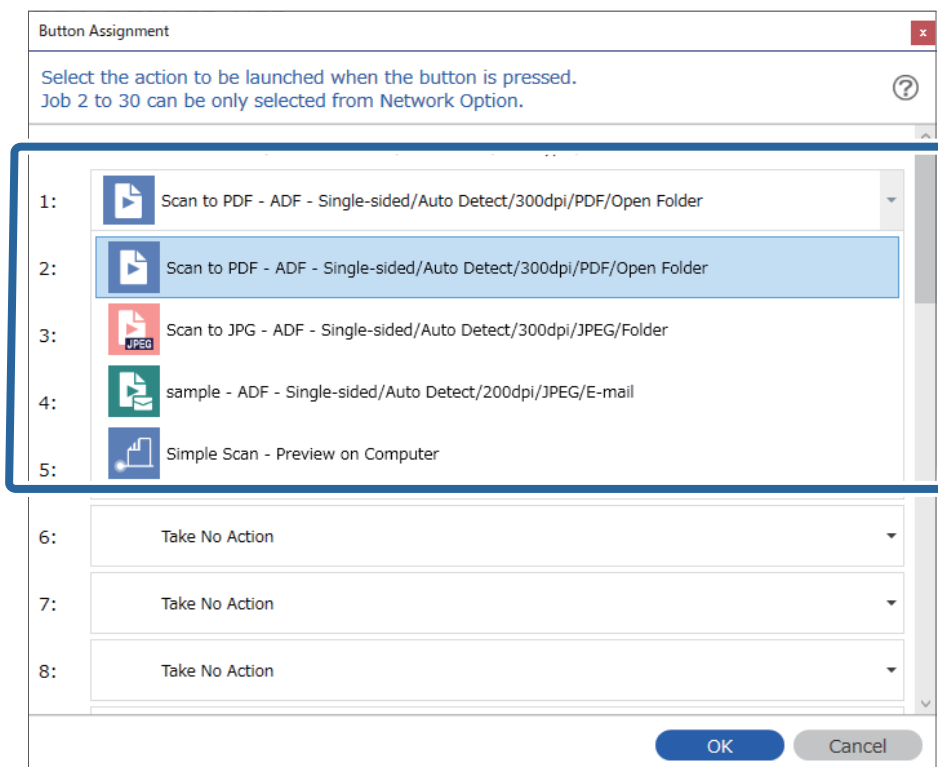 Button Assignment
x
Select the action to be launched when the button is pressed.
Job 2 to 30 can be only selected from Network Option.
?
1:
Scan to PDF - ADF - Single-sided/Auto Detect/300dpi/PDF/Open Folder
2:
Scan to PDF - ADF - Single-sided/Auto Detect/300dpi/PDF/Open Folder
3:
JPEG
Scan to JPG - ADF - Single-sided/Auto Detect/300dpi/JPEG/Folder
4:
sample - ADF - Single-sided/Auto Detect/200dpi/JPEG/E-mail
5:
Simple Scan - Preview on Computer
6:
Take No Action
7:
Take No Action
8:
Take No Action
OK
Cancel